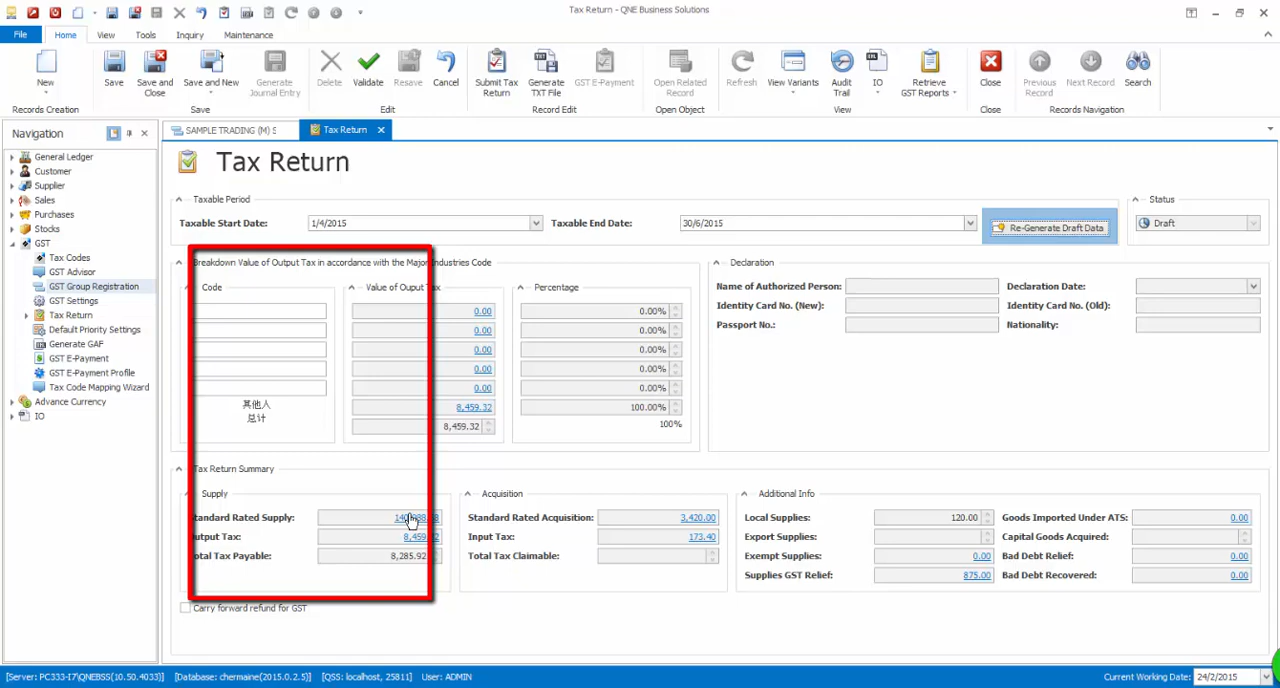 Tax Return - QNE Business Solutions
File
Home
View
Tools
Inquiry
Maintenance
New
Save
Save and Close
Save and New
Generate Journal Entry
Delete
Validate
Resave
Cancel
Submit Tax Return
Generate TXT File
GST E-Payment
Open Related Record
Refresh
View Variants
Audit Trail
IO
Retrieve GST Reports
Close
Previous Record
Next Record
Search
Records Creation
Save
Edit
Record Edit
Open Object
View
Close
Records Navigation
Navigation
General Ledger
Customer
Supplier
Sales
Purchases
Stocks
GST
Tax Codes
GST Advisor
GST Group Registration
GST Settings
Tax Return
Default Priority Settings
Generate GAF
GST E-Payment
GST E-Payment Profile
Tax Code Mapping Wizard
Advance Currency
IO
SAMPLE TRADING (M) S
Tax Return
Tax Return
Taxable Period
Taxable Start Date: 1/4/2015
Taxable End Date: 30/6/2015
Re-Generate Draft Data
Status
Draft
Breakdown Value of Output Tax in accordance with the Major Industries Code
Code
Value of Ouput Tax
Percentage
0.00 0.00%
0.00 0.00%
0.00 0.00%
0.00 0.00%
0.00 0.00%
其他人 8,459.32 100.00%
总计 8,459.32 100%
Declaration
Name of Authorized Person:
Declaration Date:
Identity Card No. (New):
Identity Card No. (Old):
Passport No.:
Nationality:
Tax Return Summary
Supply
Standard Rated Supply:
Output Tax: 8,459.32
Total Tax Payable: 8,285.92
Acquisition
Standard Rated Acquisition: 3,420.00
Input Tax: 173.40
Total Tax Claimable:
Additional Info
Local Supplies: 120.00
Goods Imported Under ATS: 0.00
Export Supplies:
Capital Goods Acquired:
Exempt Supplies: 0.00
Bad Debt Relief: 0.00
Supplies GST Relief: 875.00
Bad Debt Recovered: 0.00
Carry forward refund for GST
[Server: PC333-I7\QNEBSS(10.50.4033)] [Database: chermaine(2015.0.2.5)] [QSS: localhost, 25811] User: ADMIN
Current Working Date: 24/2/2015